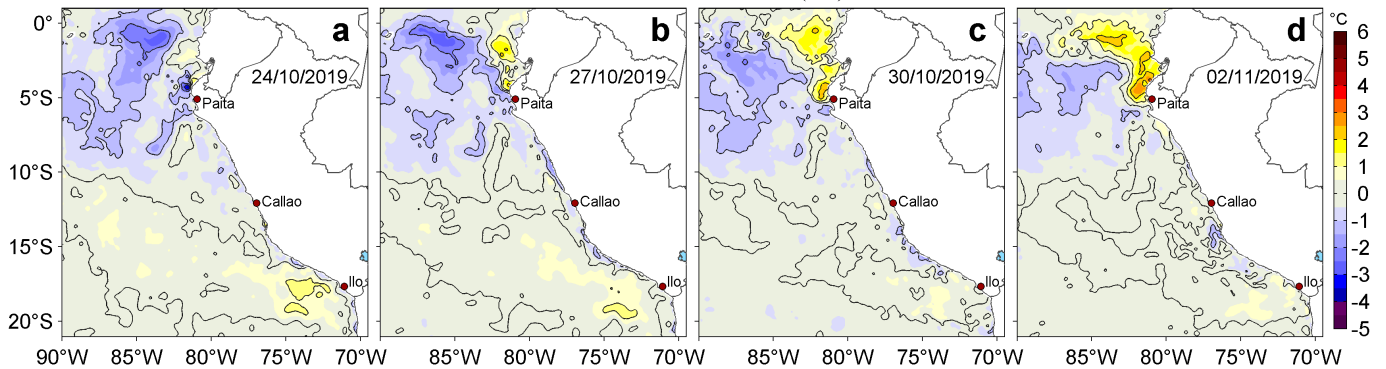 a b c d °C
0° 6
24/10/2019 27/10/2019 30/10/2019 02/11/2019 5
4
5°S Paita Paita Paita Paita 3
2
1
10°S 0
Callao Callao Callao Callao -1
15°S -2
-3
Ilo Ilo Ilo Ilo -4
20°S -5
90°W 85°W 80°W 75°W 70°W 85°W 80°W 75°W 70°W 85°W 80°W 75°W 70°W 85°W 80°W 75°W 70°W